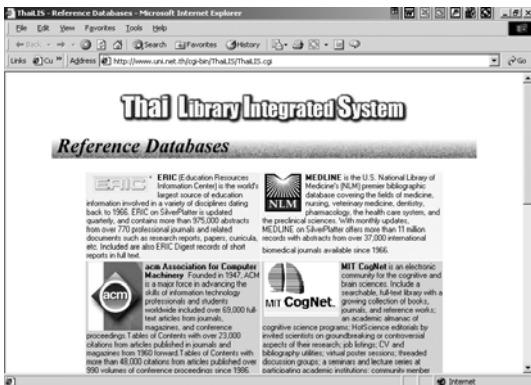 ThaiLIS - Reference Databases - Microsoft Internet Explorer
File Edit View Favorites Tools Help
Back Search Favorites History
Links Cu » Address http://www.uni.net.th/cgi-bin/ThaiLIS/ThaiLIS.cgi Go
Thai Library Integrated System
Reference Databases
ERIC
ERIC (Education Resources
Information Center) is the world's
largest source of education
information involved in a variety of disciplines dating
back to 1966. ERIC on SilverPlatter is updated
quarterly, and contains more than 975,000 abstracts
from over 770 professional journals and related
documents such as research reports, papers, curricula,
etc. Included are also ERIC Digest records of short
reports in full text.
NLM
MEDLINE is the U.S. National Library of
Medicine's (NLM) premier bibliographic
database covering the fields of medicine,
nursing, veterinary medicine, dentistry,
pharmacology, the health care system, and
the preclinical sciences. With monthly updates,
MEDLINE on SilverPlatter offers more than 11 million
records with abstracts from over 37,000 international
biomedical journals available since 1966.
acm
acm Association for Computer
Machinery Founded in 1947, ACM
is a major force in advancing the
skills of information technology
professionals and students
worldwide included over 69,000 full-
text articles from journals,
magazines, and conference
proceedings. Tables of Contents with over 23,000
citations from articles published in journals and
magazines from 1960 forward. Tables of Contents with
more than 48,000 citations from articles published over
990 volumes of conference proceedings since 1986.
MIT CogNet.
MIT CogNet is an electronic
community for the cognitive and
brain sciences. Include a
searchable, full-text library with a
growing collection of books,
journals, and reference works;
an academic almanac of
cognitive science programs; HotScience editorials by
invited scientists on groundbreaking or controversial
aspects of their research; job listings; CV and
bibliography utilities; virtual poster sessions; threaded
discussion groups; a seminars and lecture series at
participating academic institutions; community member
Internet